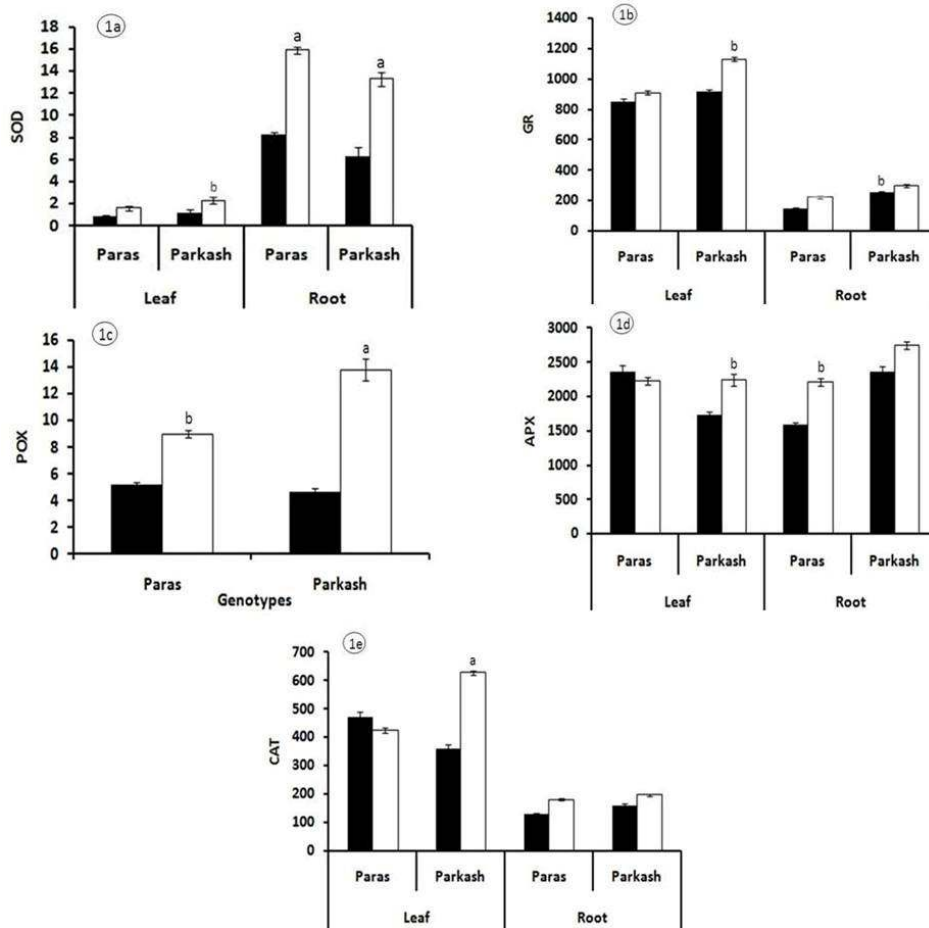 1a
SOD
18
16
14
12
10
8
6
4
2
0
b
a
a
Paras Parkash Paras Parkash
Leaf Root
1b
GR
1400
1200
1000
800
600
400
200
0
b
b
Paras Parkash Paras Parkash
Leaf Root
1c
POX
16
14
12
10
8
6
4
2
0
b
a
Paras Parkash
Genotypes
1d
APX
3000
2500
2000
1500
1000
500
0
b
b
Paras Parkash Paras Parkash
Leaf Root
1e
CAT
700
600
500
400
300
200
100
0
a
Paras Parkash Paras Parkash
Leaf Root